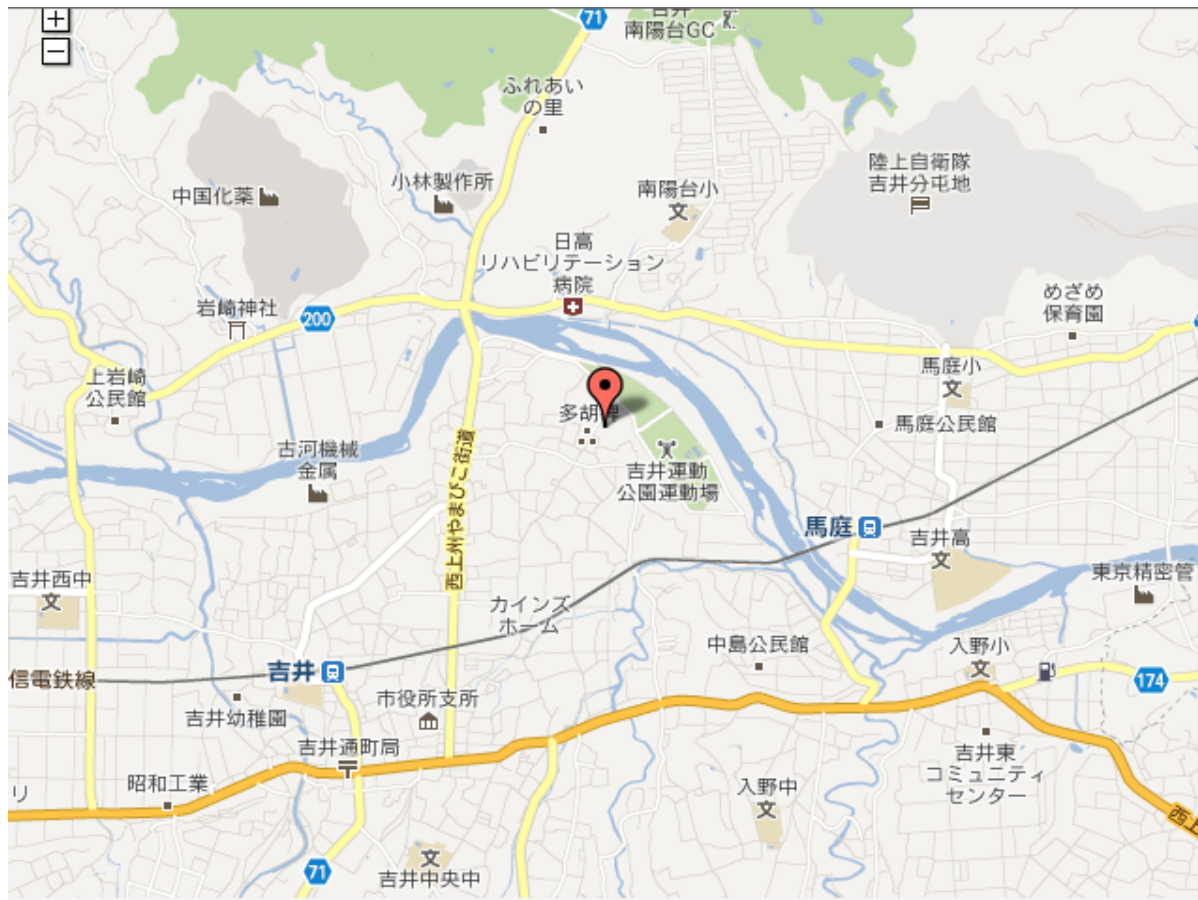 +
−
71
吉井
南陽台GC
ふれあい
の里
陸上自衛隊
吉井分屯地
小林製作所
中国化薬
南陽台小
日高
リハビリテーション
病院
めざめ
保育園
岩崎神社
200
馬庭小
上岩崎
公民館
多胡碑
馬庭公民館
古河機械
金属
西上州やまびこ街道
吉井運動
公園運動場
馬庭
吉井高
吉井西中
東京精密管
カインズ
ホーム
中島公民館
入野小
吉井
信電鉄線
174
市役所支所
吉井幼稚園
吉井通町局
吉井東
コミュニティ
センター
昭和工業
リ
入野中
西上
71
吉井中央中